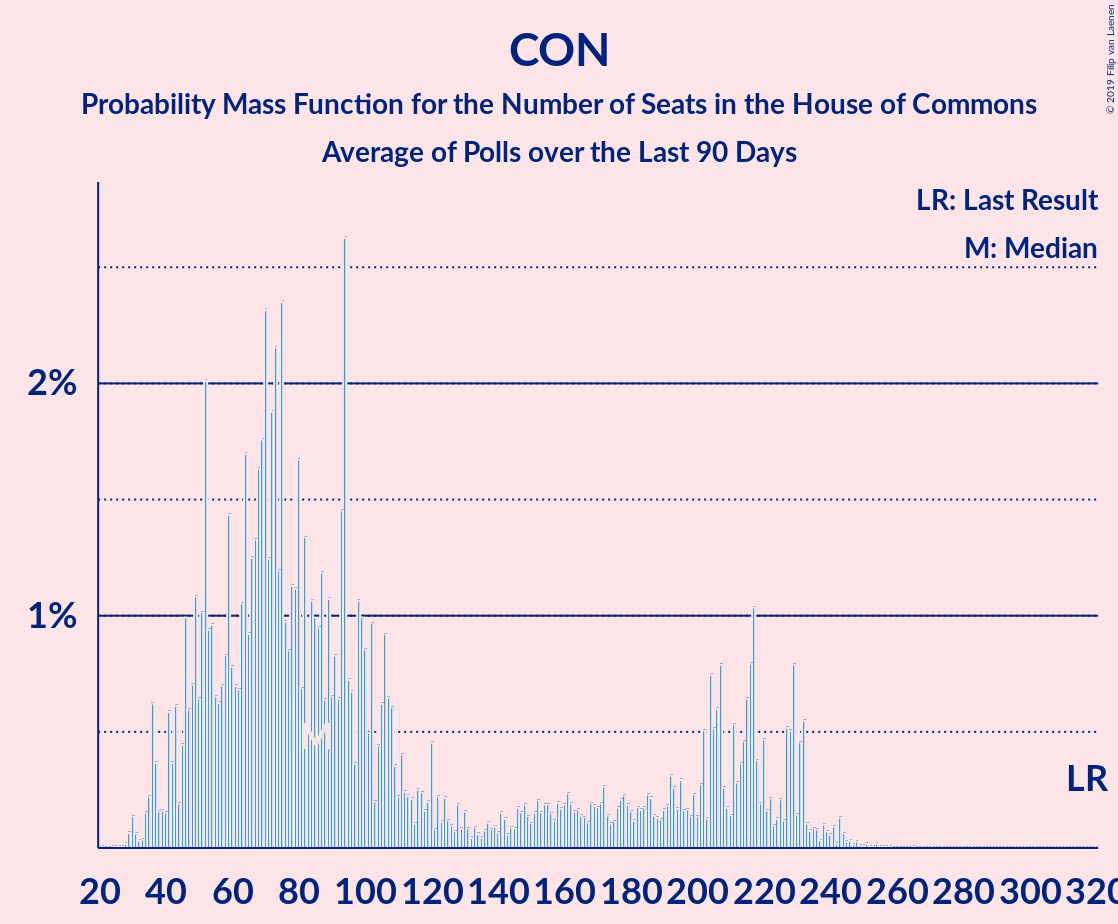 CON
Probability Mass Function for the Number of Seats in the House of Commons
Average of Polls over the Last 90 Days
© 2019 Filip van Laenen
LR: Last Result
M: Median
2%
1%
M
LR
20 40 60 80 100 120 140 160 180 200 220 240 260 280 300 320